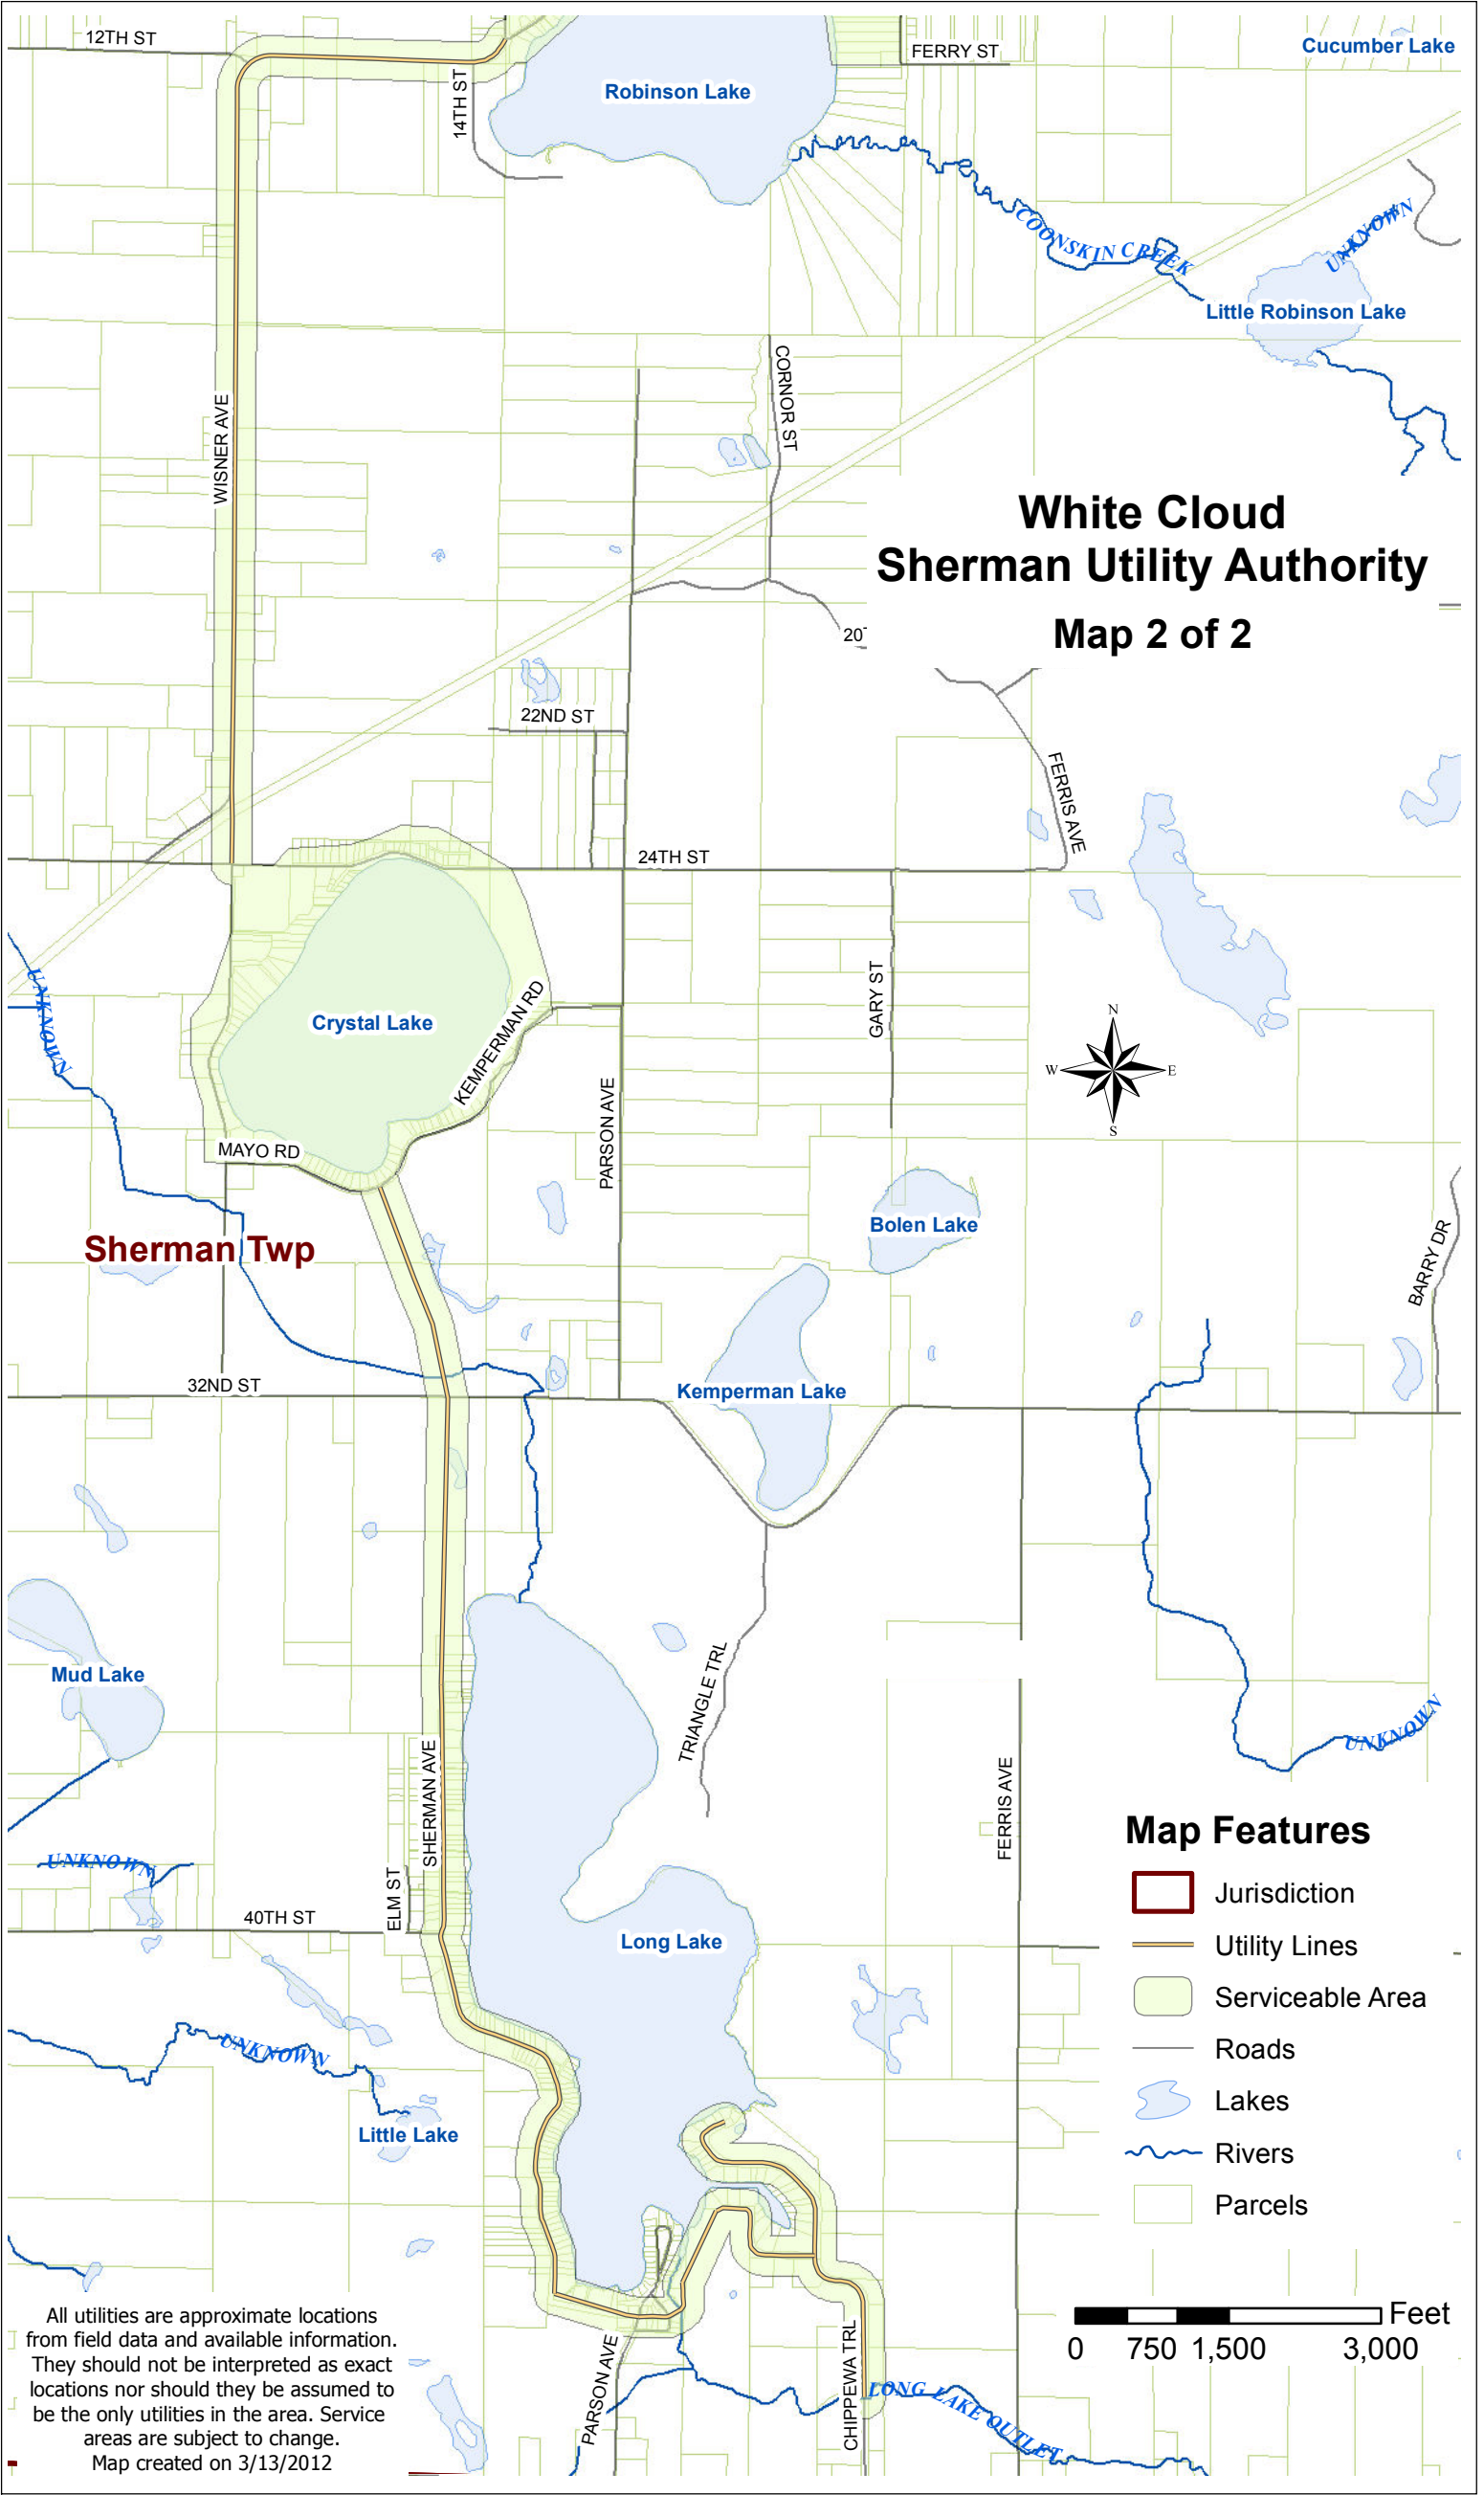 12TH ST
14TH ST
Robinson Lake
FERRY ST
Cucumber Lake
COONSKIN CREEK
UNKNOWN
Little Robinson Lake
WISNER AVE
CORNOR ST
White Cloud
Sherman Utility Authority
Map 2 of 2
22ND ST
FERRIS AVE
24TH ST
UNKNOWN
Crystal Lake
KEMPERMAN RD
GARY ST
N
W
E
S
PARSON AVE
MAYO RD
Bolen Lake
Sherman Twp
BARRY DR
32ND ST
Kemperman Lake
Mud Lake
TRIANGLE TRL
UNKNOWN
SHERMAN AVE
FERRIS AVE
UNKNOWN
ELM ST
40TH ST
Long Lake
UNKNOWN
Little Lake
Map Features
Jurisdiction
Utility Lines
Serviceable Area
Roads
Lakes
Rivers
Parcels
Feet
0 750 1,500 3,000
PARSON AVE
CHIPPEWA TRL
LONG LAKE OUTLET
All utilities are approximate locations
from field data and available information.
They should not be interpreted as exact
locations nor should they be assumed to
be the only utilities in the area. Service
areas are subject to change.
Map created on 3/13/2012